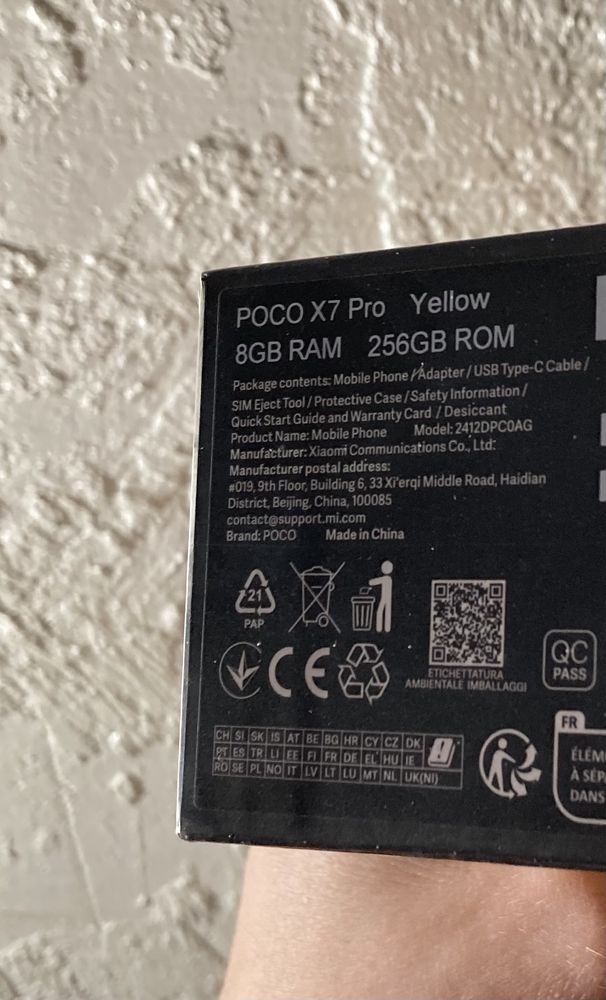 POCO X7 Pro Yellow
8GB RAM 256GB ROM
Package contents: Mobile Phone / Adapter / USB Type-C Cable /
SIM Eject Tool / Protective Case / Safety Information /
Quick Start Guide and Warranty Card / Desiccant
Product Name: Mobile Phone Model: 2412DPC0AG
Manufacturer: Xiaomi Communications Co., Ltd.
Manufacturer postal address:
#019, 9th Floor, Building 6, 33 Xi'erqi Middle Road, Haidian
District, Beijing, China, 100085
contact@support.mi.com
Brand: POCO Made in China
21
PAP
CE
ETICHETTATURA
AMBIENTALE IMBALLAGGI
QC
PASS
CH SI SK IS AT BE BG HR CY CZ DK
PT ES TR LI EE FI FR DE EL HU IE
RO SE PL NO IT LV LT LU MT NL UK(NI)
FR
ÉLÉM
À SÉP
DANS